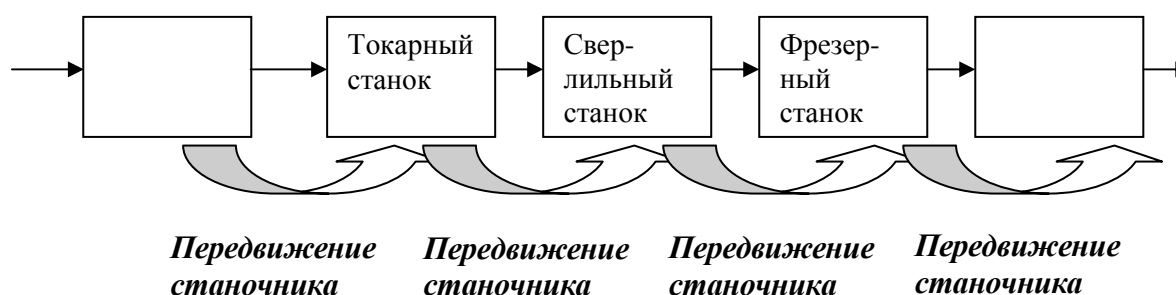 Токарный
станок
Свер-
лильный
станок
Фрезер-
ный
станок
Передвижение
станочника
Передвижение
станочника
Передвижение
станочника
Передвижение
станочника